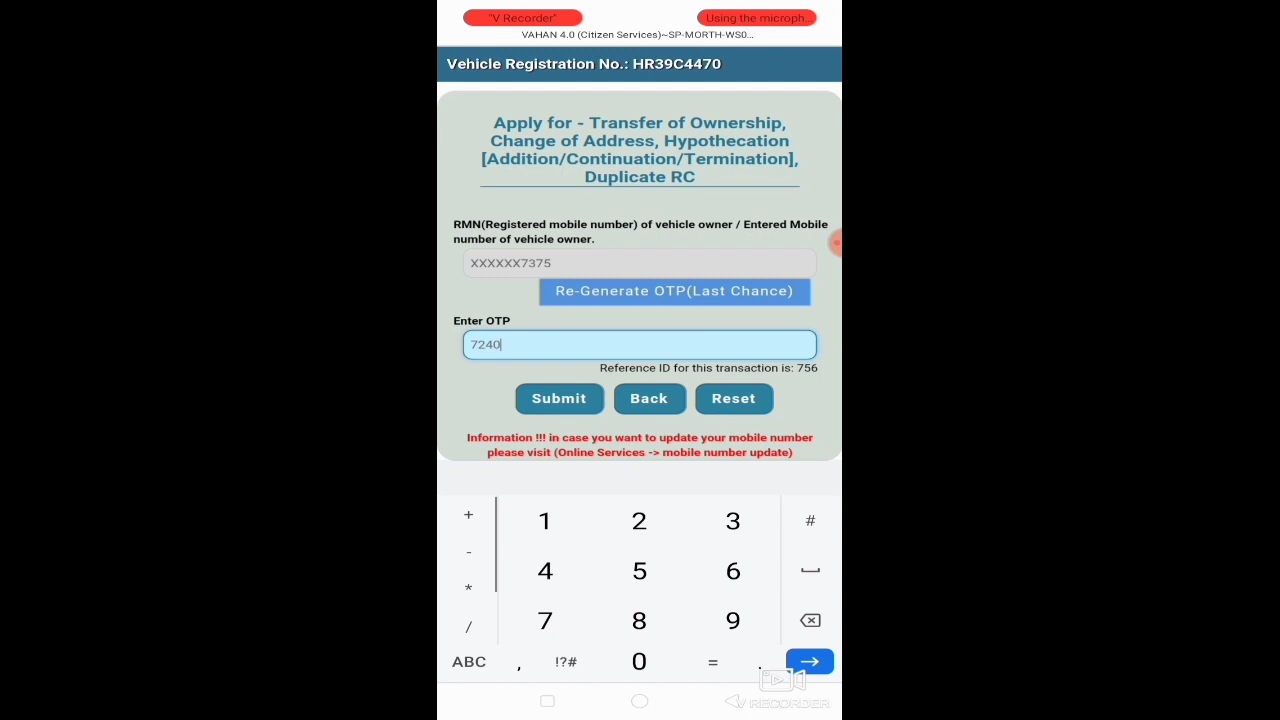 "V Recorder"
Using the microph...
VAHAN 4.0 (Citizen Services)~SP-MORTH-WS0...
Vehicle Registration No.: HR39C4470
Apply for - Transfer of Ownership,
Change of Address, Hypothecation
[Addition/Continuation/Termination],
Duplicate RC
RMN(Registered mobile number) of vehicle owner / Entered Mobile
number of vehicle owner.
XXXXXX7375
Re-Generate OTP(Last Chance)
Enter OTP
7240
Reference ID for this transaction is: 756
Submit
Back
Reset
Information !!! in case you want to update your mobile number
please visit (Online Services -> mobile number update)
+ 1 2 3 #
-
4 5 6
*
7 8 9
/
ABC , !?# 0 = .
V RECORDER